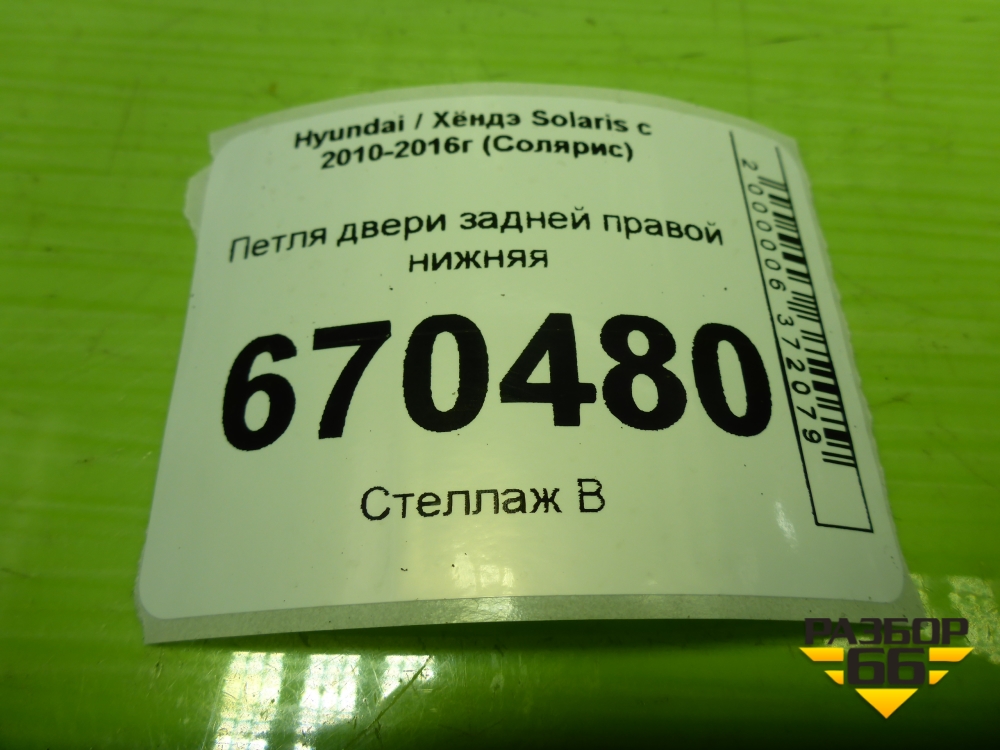 Hyundai / Хёндэ Solaris с
2010-2016г (Солярис)
Петля двери задней правой
нижняя
670480
Стеллаж В
2000006372079
РАЗБОР
66